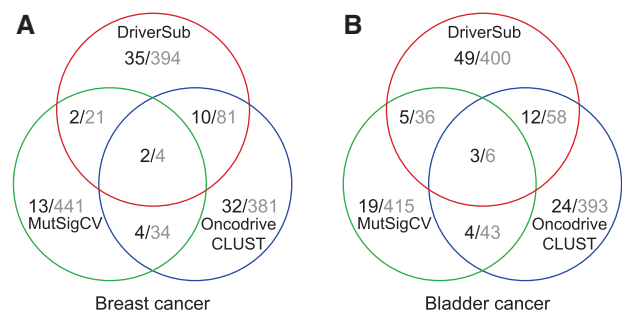 A
B
DriverSub
35/394
2/21
10/81
2/4
13/441
MutSigCV
32/381
Oncodrive
CLUST
4/34
Breast cancer
DriverSub
49/400
5/36
12/58
3/6
19/415
MutSigCV
24/393
Oncodrive
CLUST
4/43
Bladder cancer